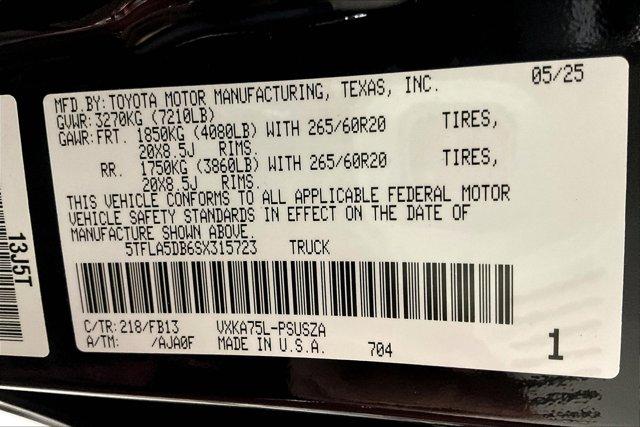 05/25
MFD.BY:TOYOTA MOTOR MANUFACTURING, TEXAS, INC.
GVWR:3270KG (7210LB)
GAWR:FRT. 1850KG (4080LB) WITH 265/60R20 TIRES,
20X8.5J RIMS.
RR. 1750KG (3860LB) WITH 265/60R20 TIRES,
20X8.5J RIMS.
THIS VEHICLE CONFORMS TO ALL APPLICABLE FEDERAL MOTOR
VEHICLE SAFETY STANDARDS IN EFFECT ON THE DATE OF
MANUFACTURE SHOWN ABOVE.
5TFLA5DB6SX315723 TRUCK
C/TR:218/FB13 VXKA75L-PSUSZA
A/TM: /AJA0F MADE IN U.S.A. 704
1
13J5T